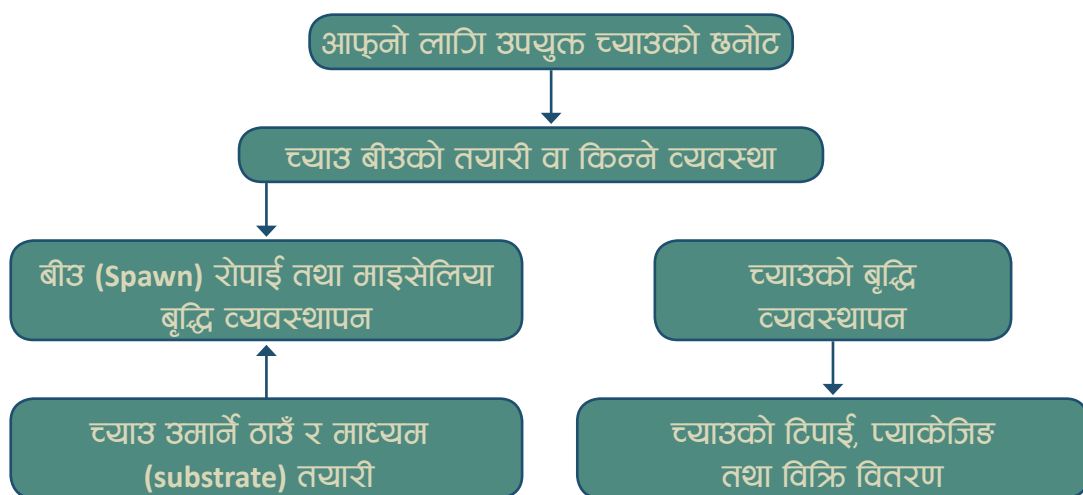 आफ्नो लागि उपयुक्त च्याउको छनोट
च्याउ बीउको तयारी वा किन्ने व्यवस्था
बीउ (Spawn) रोपाई तथा माइसेलिया
बृद्धि व्यवस्थापन
च्याउको बृद्धि
व्यवस्थापन
च्याउ उमार्ने ठाउँ र माध्यम
(substrate) तयारी
च्याउको टिपाई, प्याकेजिङ
तथा विक्रि वितरण